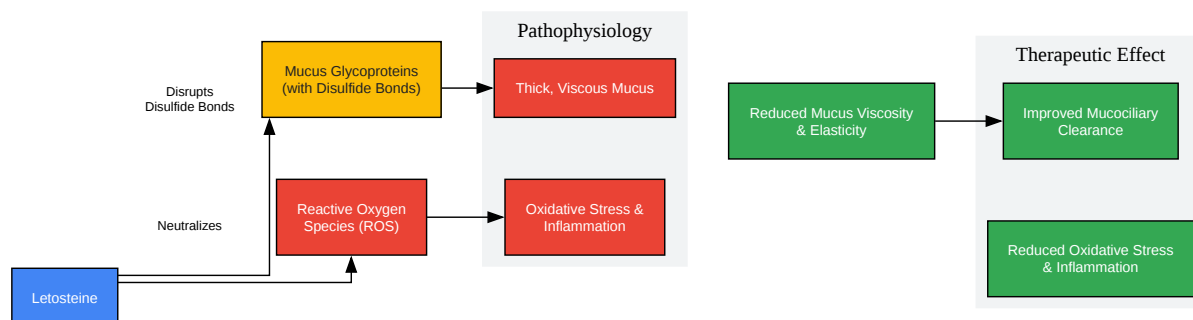 Pathophysiology
Mucus Glycoproteins
(with Disulfide Bonds)
Thick, Viscous Mucus
Disrupts
Disulfide Bonds
Reactive Oxygen
Species (ROS)
Oxidative Stress &
Inflammation
Neutralizes
Letosteine
Therapeutic Effect
Reduced Mucus Viscosity
& Elasticity
Improved Mucociliary
Clearance
Reduced Oxidative Stress
& Inflammation